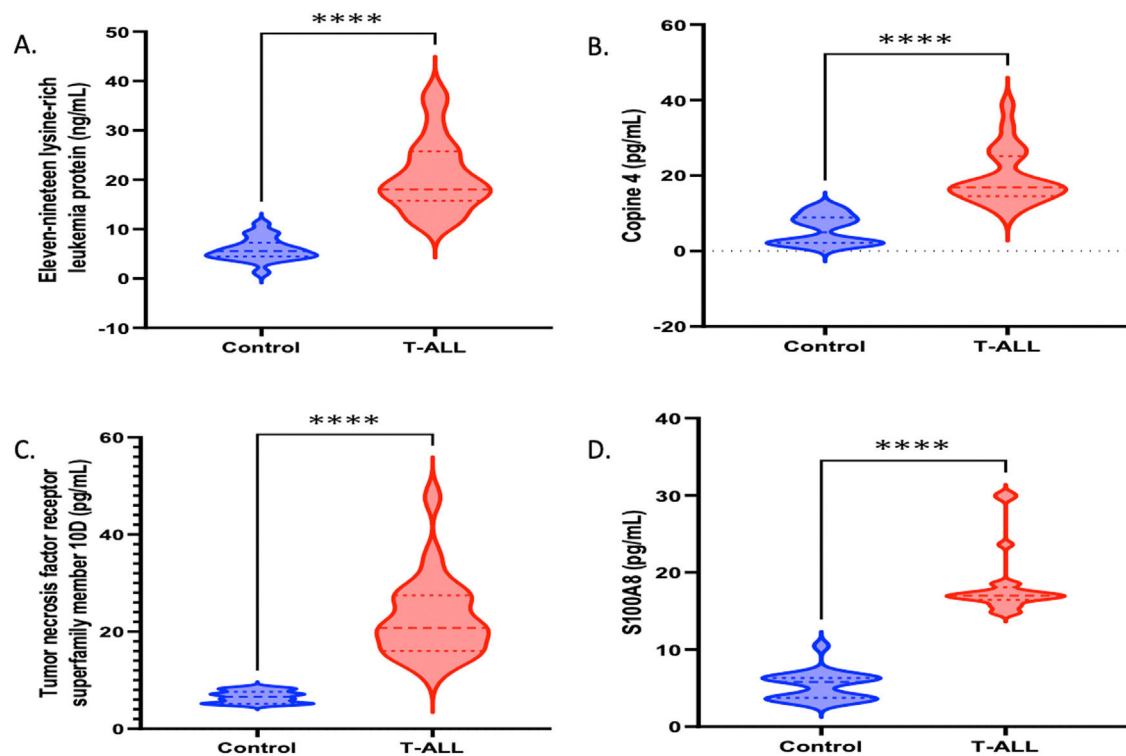 A.
Eleven-nineteen lysine-rich
leukemia protein (ng/mL)
50
40
30
20
10
0
-10
****
Control
T-ALL
B.
Copine 4 (pg/mL)
60
40
20
0
-20
****
Control
T-ALL
C.
Tumor necrosis factor receptor
superfamily member 10D (pg/mL)
60
40
20
0
****
Control
T-ALL
D.
S100A8 (pg/mL)
40
30
20
10
0
****
Control
T-ALL